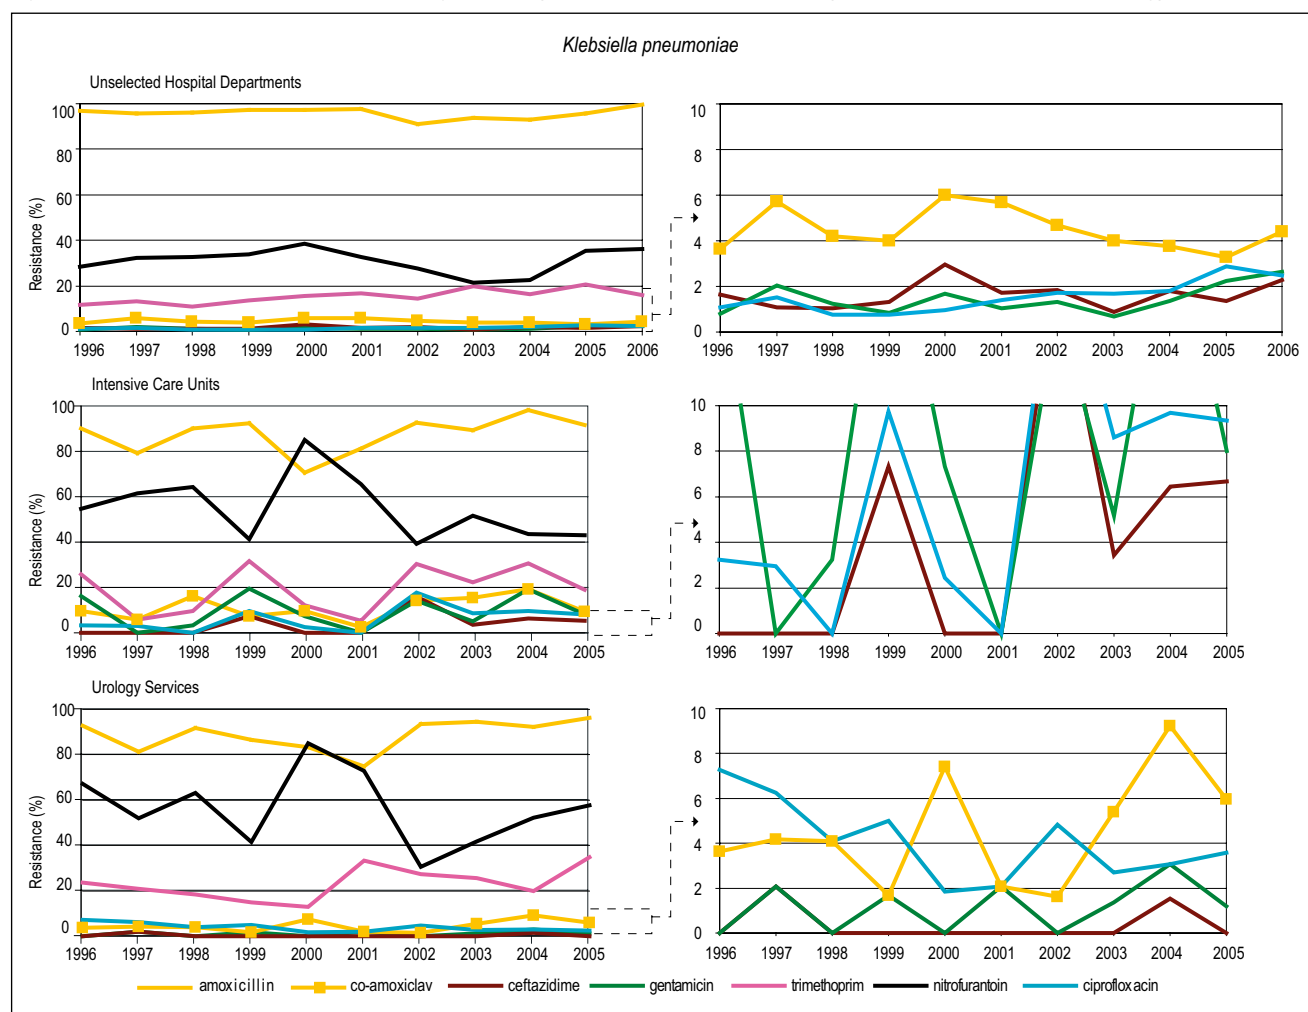 Klebsiella pneumoniae
Unselected Hospital Departments
Resistance (%)
100
80
60
40
20
0
1996 1997 1998 1999 2000 2001 2002 2003 2004 2005 2006
10
8
6
4
2
0
1996 1997 1998 1999 2000 2001 2002 2003 2004 2005 2006
Intensive Care Units
Resistance (%)
100
80
60
40
20
0
1996 1997 1998 1999 2000 2001 2002 2003 2004 2005
10
8
6
4
2
0
1996 1997 1998 1999 2000 2001 2002 2003 2004 2005
Urology Services
Resistance (%)
100
80
60
40
20
0
1996 1997 1998 1999 2000 2001 2002 2003 2004 2005
10
8
6
4
2
0
1996 1997 1998 1999 2000 2001 2002 2003 2004 2005
amoxicillin co-amoxiclav ceftazidime gentamicin trimethoprim nitrofurantoin ciprofloxacin